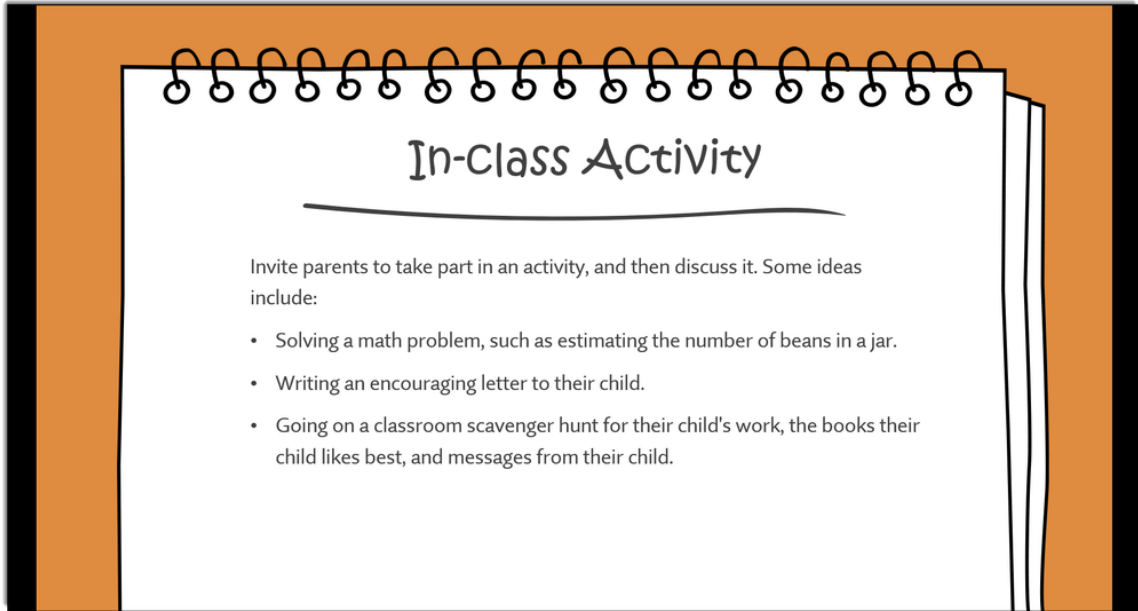 In-class Activity
Invite parents to take part in an activity, and then discuss it. Some ideas
include:
• Solving a math problem, such as estimating the number of beans in a jar.
• Writing an encouraging letter to their child.
• Going on a classroom scavenger hunt for their child's work, the books their
child likes best, and messages from their child.